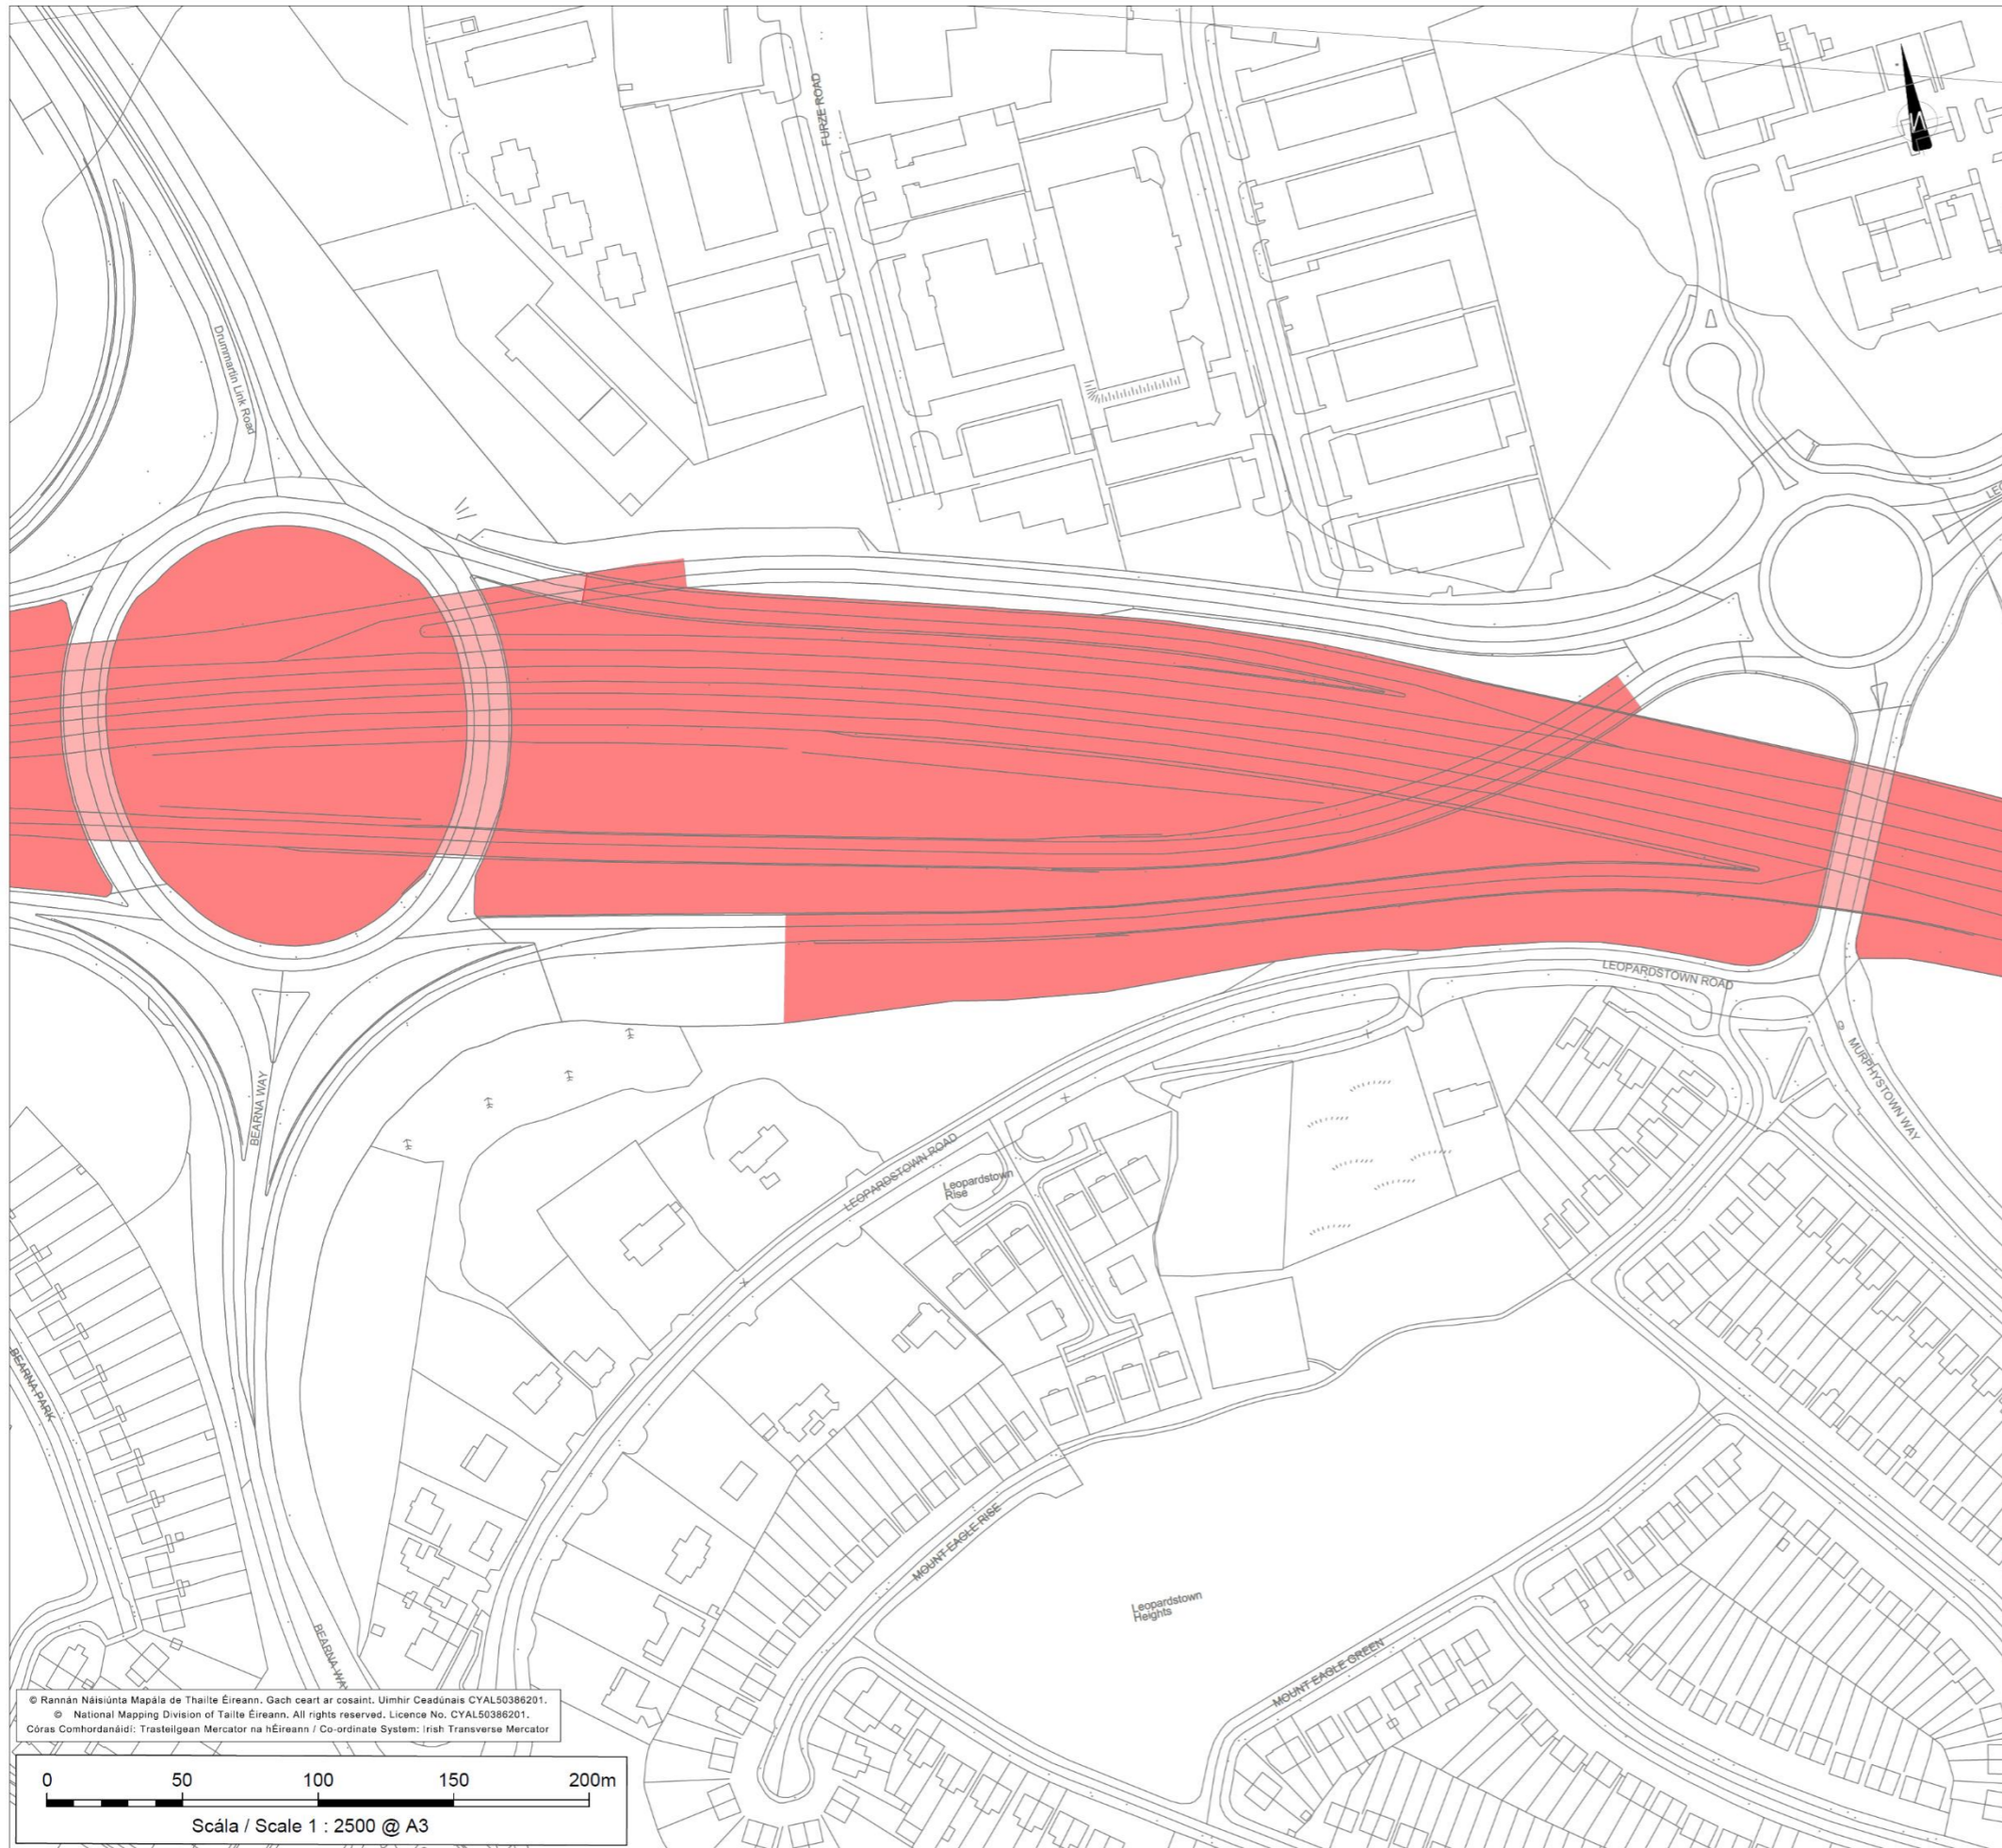 FURZE ROAD
N
Drummartin Link Road
LEO
LEOPARDSTOWN ROAD
MURPHYSTOWN WAY
BEARNA WAY
LEOPARDSTOWN ROAD
Leopardstown
Rise
BEARNA PARK
MOUNT EAGLE RISE
Leopardstown
Heights
MOUNT EAGLE GREEN
BEARNA WAY
© Rannán Náisiúnta Mapála de Thailte Éireann. Gach ceart ar cosaint. Uimhir Ceadúnais CYAL50386201.
© National Mapping Division of Tailte Éireann. All rights reserved. Licence No. CYAL50386201.
Córas Comhordanáidí: Trasteilgean Mercator na hÉireann / Co-ordinate System: Irish Transverse Mercator
0 50 100 150 200m
Scála / Scale 1 : 2500 @ A3